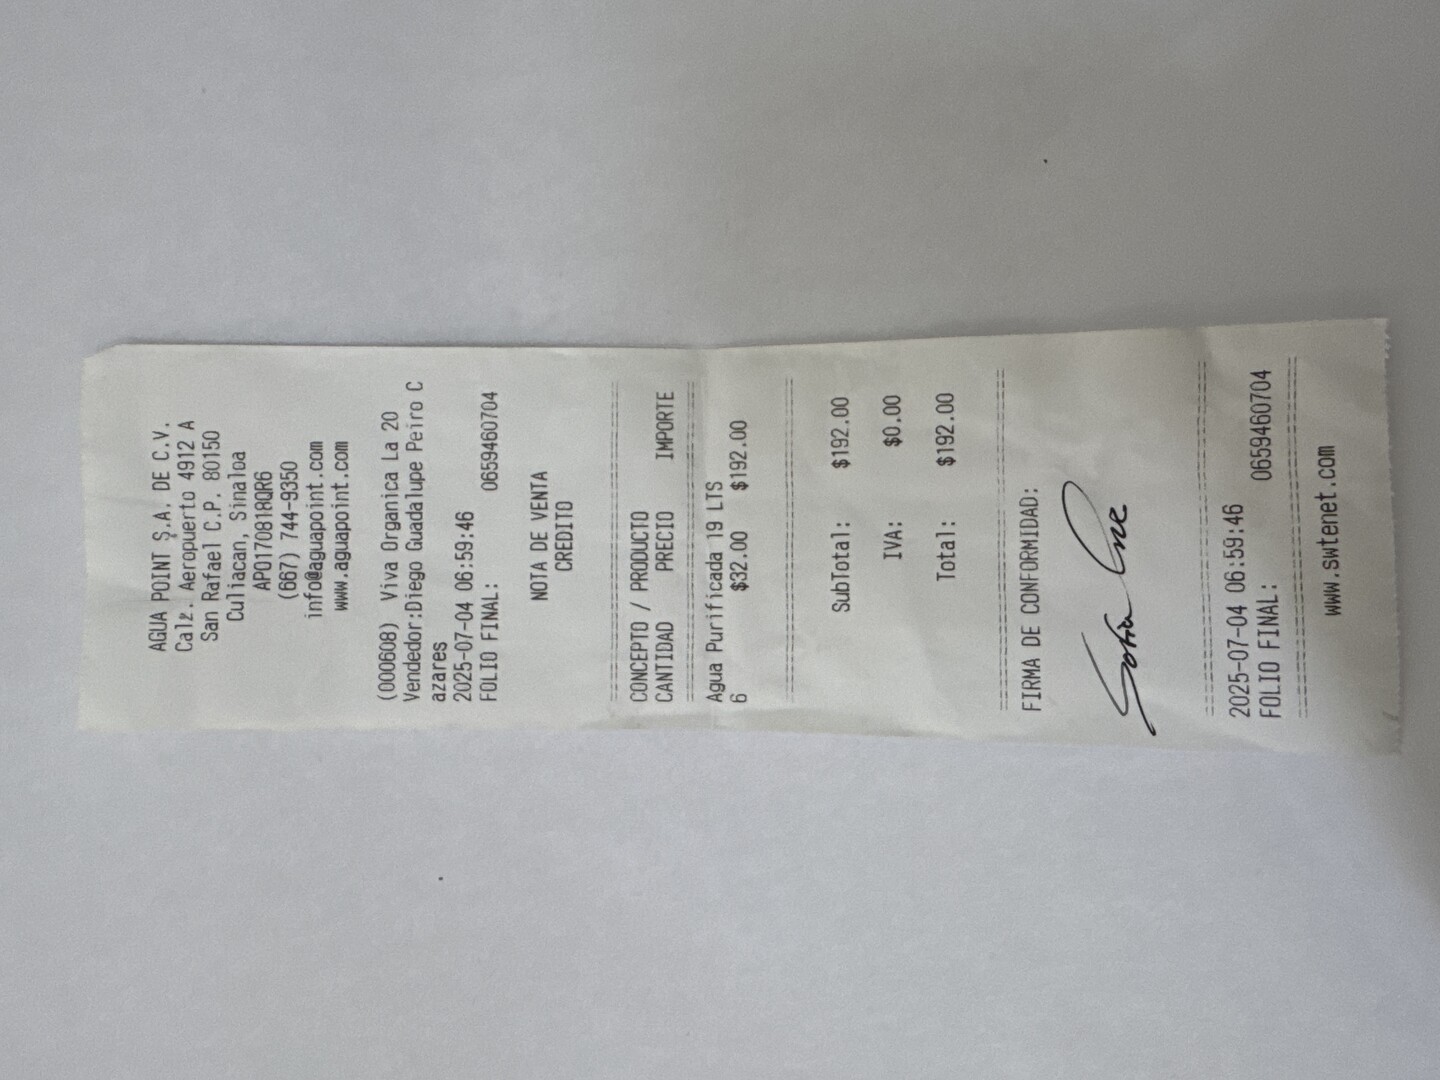 AGUA POINT S.A. DE C.V.
Calz. Aeropuerto 4912 A
San Rafael C.P. 80150
Culiacan, Sinaloa
APO170818QR6
(667) 744-9350
info@aguapoint.com
www.aguapoint.com
(000608) Viva Organica La 20
Vendedor:Diego Guadalupe Peiro C
azares
2025-07-04 06:59:46
FOLIO FINAL: 0659460704
NOTA DE VENTA
CREDITO
CONCEPTO / PRODUCTO
CANTIDAD PRECIO IMPORTE
Agua Purificada 19 LTS
6 $32.00 $192.00
SubTotal: $192.00
IVA: $0.00
Total: $192.00
FIRMA DE CONFORMIDAD:
Sofia
2025-07-04 06:59:46
FOLIO FINAL: 0659460704
www.swtenet.com